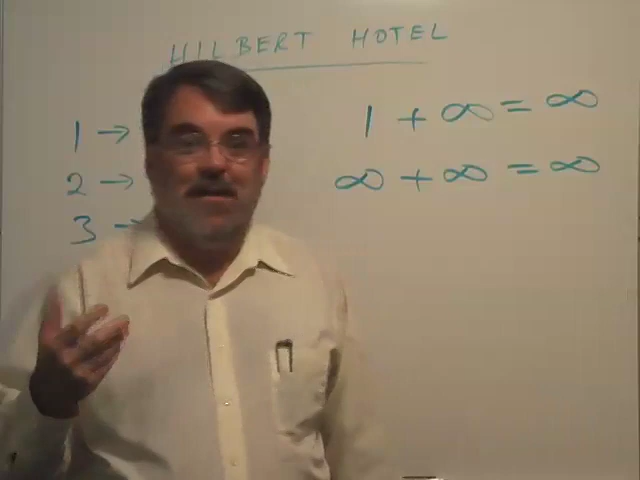 HILBERT HOTEL
1 → 1 + ∞ = ∞
2 → ∞ + ∞ = ∞
3 →